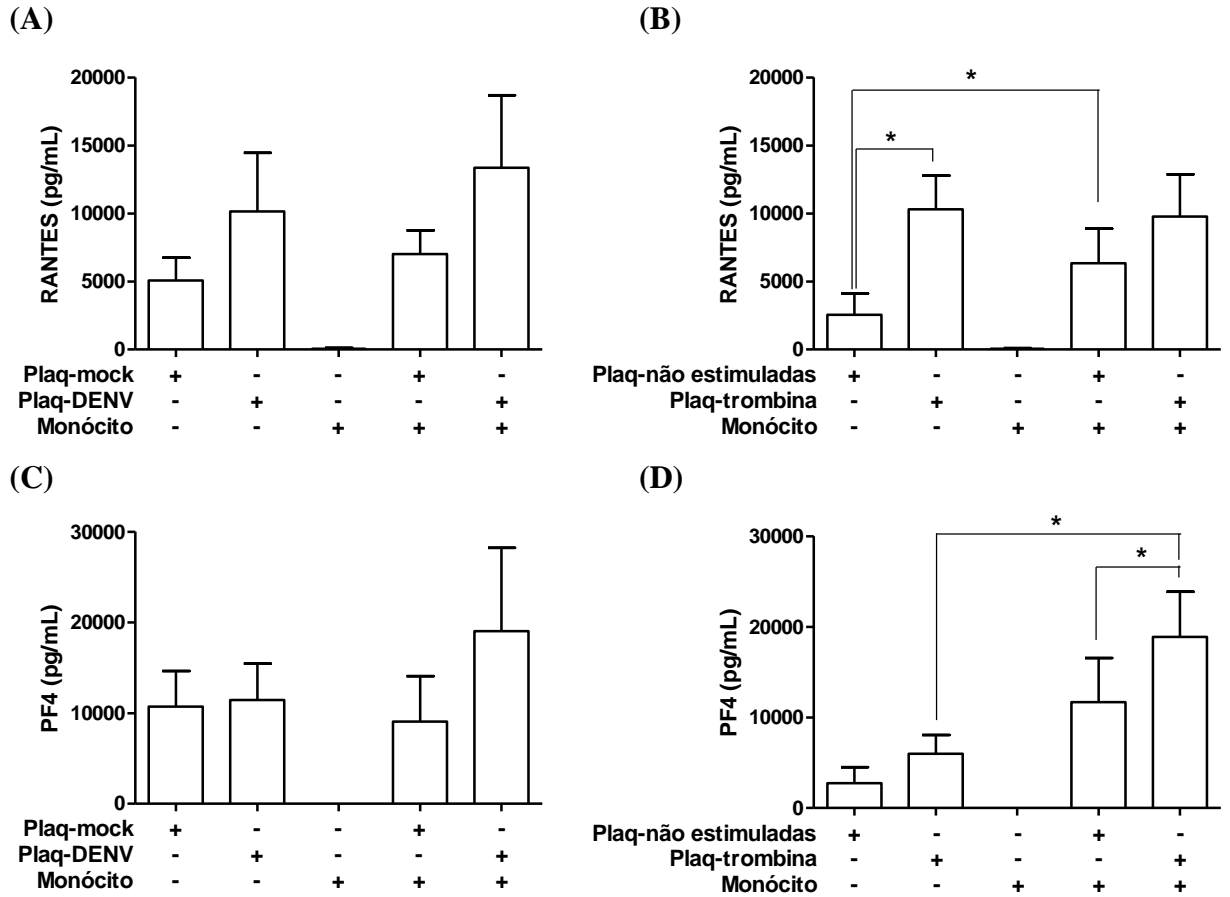 (A)
20000
15000
10000
5000
0
RANTES (pg/mL)
Plaq-mock + - - + -
Plaq-DENV - + - - +
Monócito - - + + +
(B)
20000
15000
10000
5000
0
RANTES (pg/mL)
*
*
Plaq-não estimuladas + - - + -
Plaq-trombina - + - - +
Monócito - - + + +
(C)
30000
20000
10000
0
PF4 (pg/mL)
Plaq-mock + - - + -
Plaq-DENV - + - - +
Monócito - - + + +
(D)
30000
20000
10000
0
PF4 (pg/mL)
*
*
Plaq-não estimuladas + - - + -
Plaq-trombina - + - - +
Monócito - - + + +